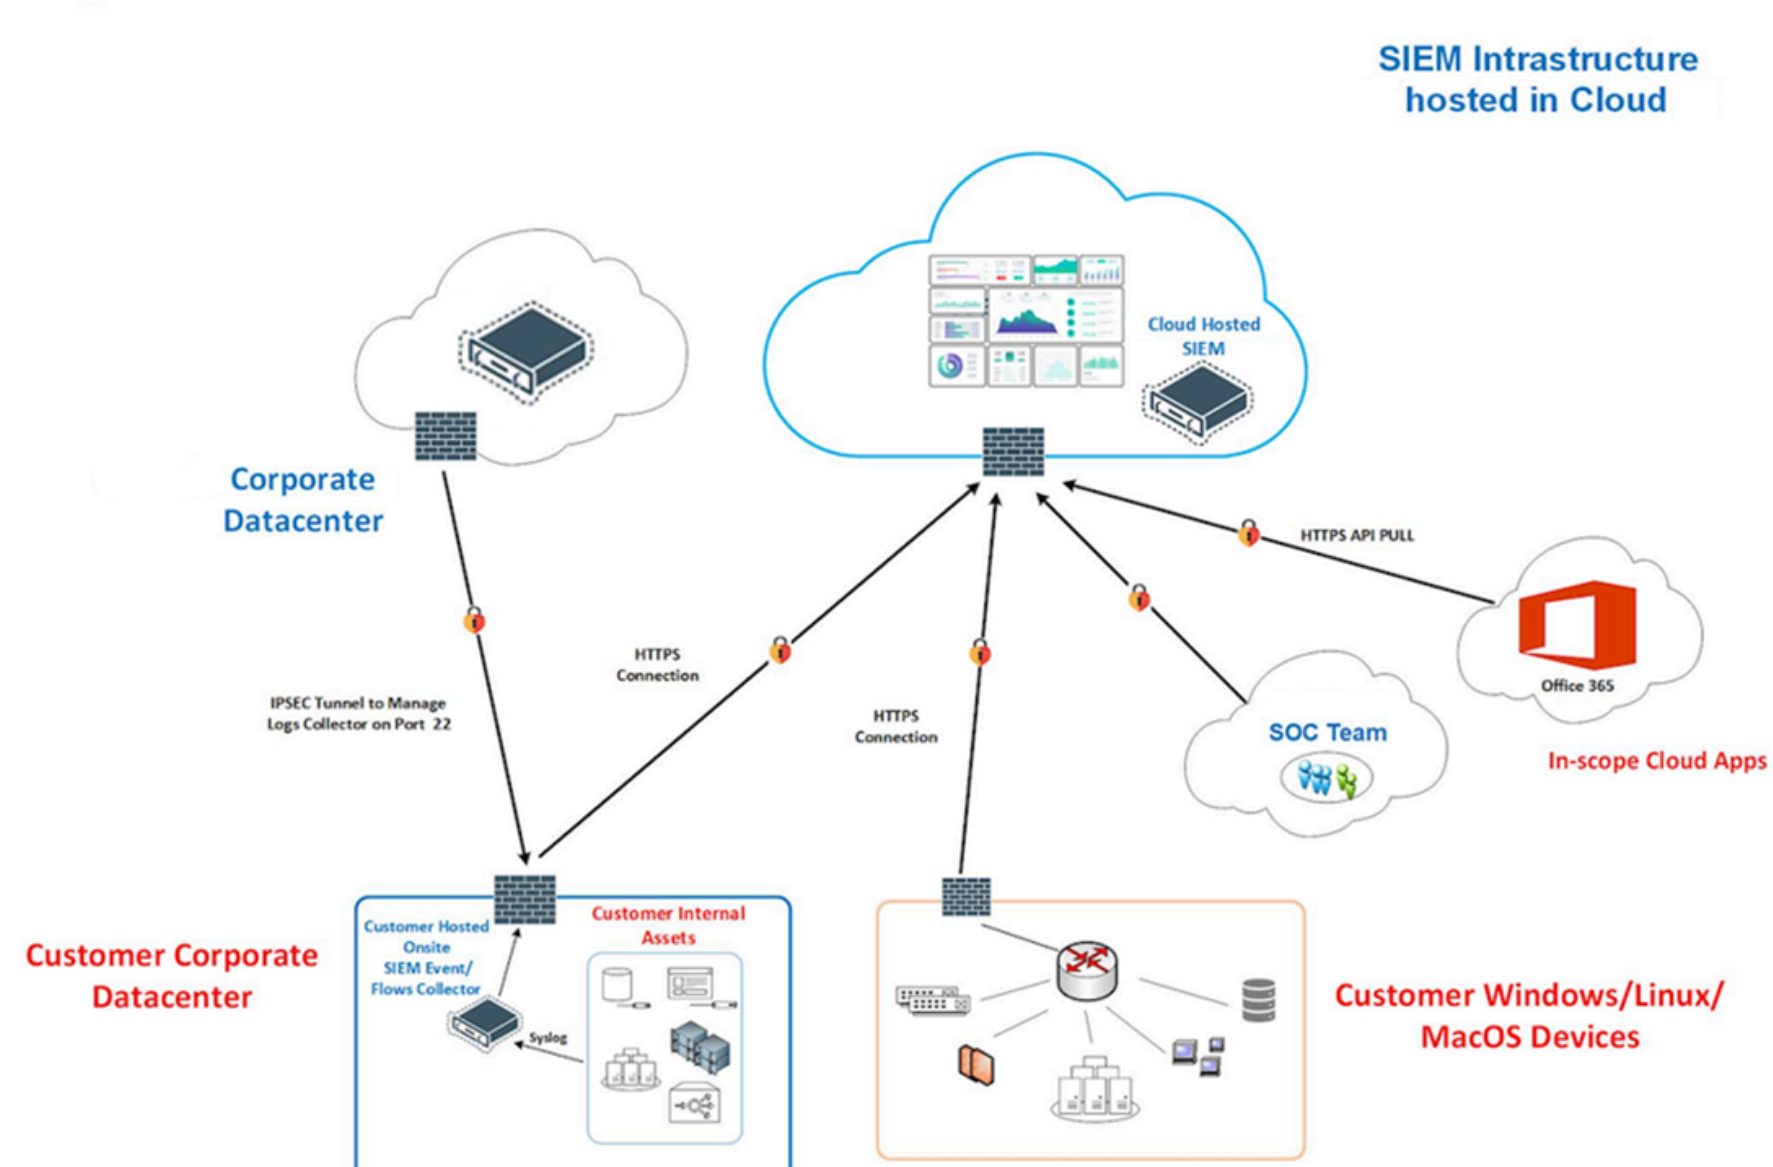 SIEM Intrastructure
hosted in Cloud
Cloud Hosted
SIEM
Corporate
Datacenter
HTTPS API PULL
Office 365
In-scope Cloud Apps
SOC Team
HTTPS
Connection
IPSEC Tunnel to Manage
Logs Collector on Port 22
HTTPS
Connection
Customer Corporate
Datacenter
Customer Hosted
Onsite
SIEM Event/
Flows Collector
Customer Internal
Assets
Syslog
Customer Windows/Linux/
MacOS Devices